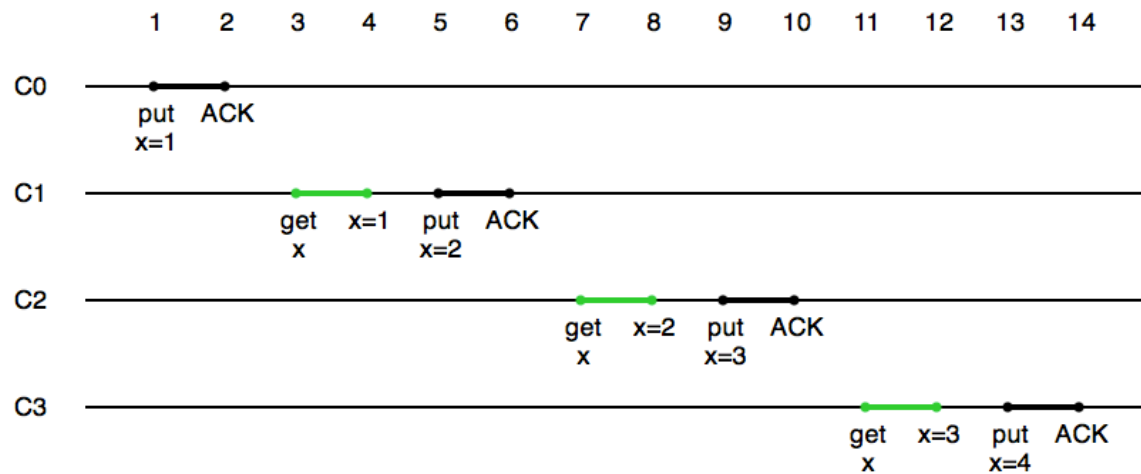 1 2 3 4 5 6 7 8 9 10 11 12 13 14
C0
put ACK
x=1
C1
get x=1 put ACK
x x=2
C2
get x=2 put ACK
x x=3
C3
get x=3 put ACK
x x=4